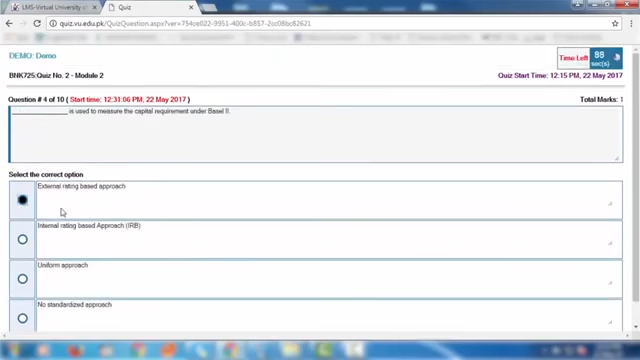 LMS-Virtual University of
Quiz
quiz.vu.edu.pk/QuizQuestion.aspx?ver=754ce022-9951-400c-b857-2cc08bc82621
DEMO: Demo
Time Left
SS
sec(s)
BNK725:Quiz No. 2 - Module 2
Quiz Start Time: 12:15 PM, 22 May 2017
Question # 4 of 10 ( Start time: 12:31:06 PM, 22 May 2017 )
Total Marks: 1
______________ is used to measure the capital requirement under Basel II.
Select the correct option
External rating based approach
Internal rating based Approach (IRB)
Uniform approach
No standardized approach